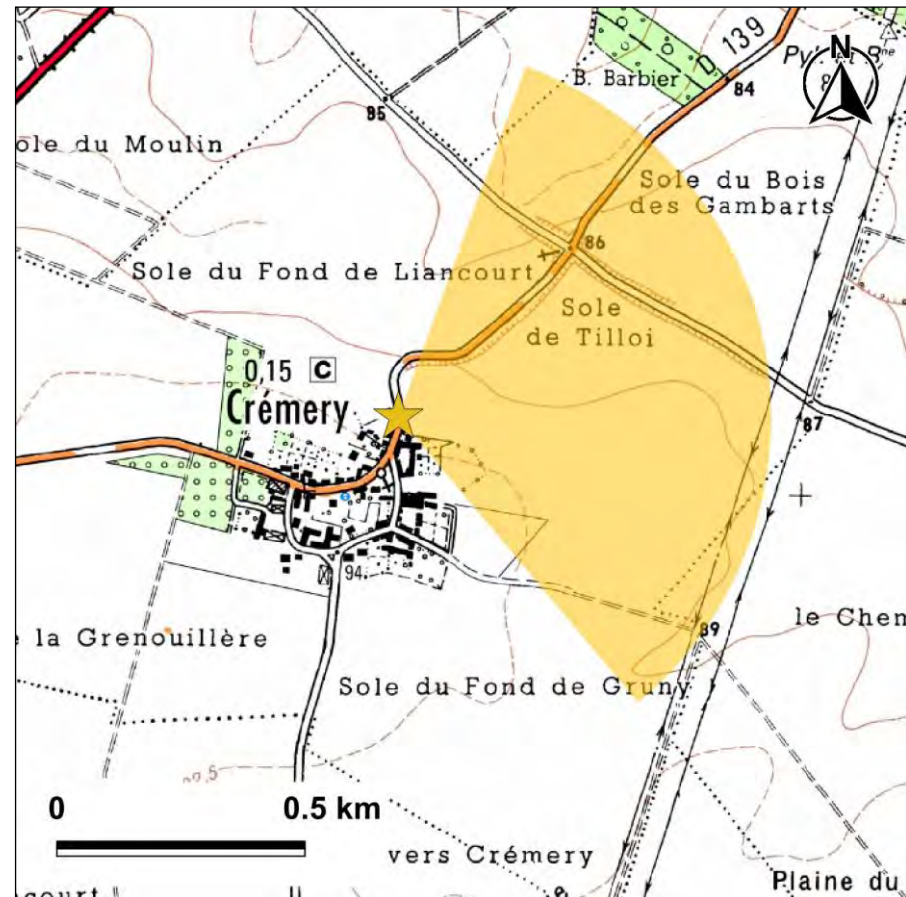 D 139
N
B. Barbier
84
85
ole du Moulin
Sole du Bois
des Gambarts
86
Sole du Fond de Liancourt
Sole
de Tilloi
0,15 C
Crémery
87
94
89
le Chem
la Grenouillère
Sole du Fond de Gruny
0
0.5 km
vers Crémery
Plaine du
court